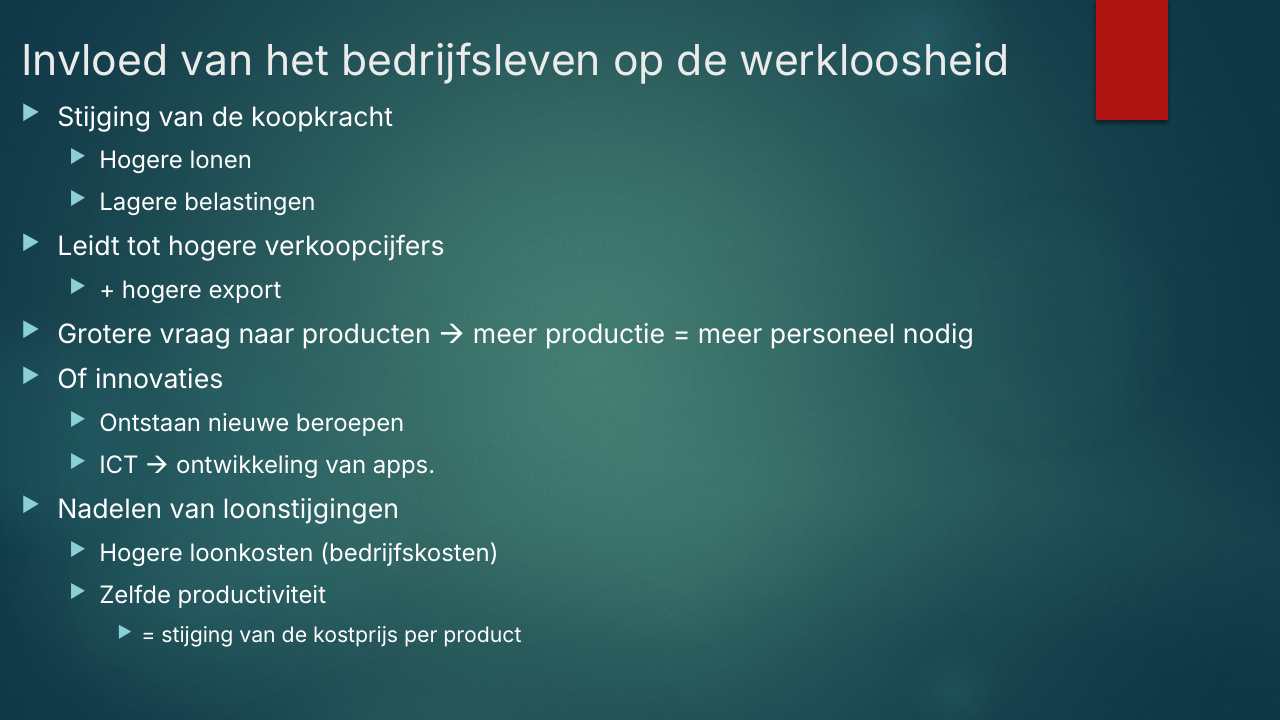 Invloed van het bedrijfsleven op de werkloosheid
Stijging van de koopkracht
Hogere lonen
Lagere belastingen
Leidt tot hogere verkoopcijfers
+ hogere export
Grotere vraag naar producten → meer productie = meer personeel nodig
Of innovaties
Ontstaan nieuwe beroepen
ICT → ontwikkeling van apps.
Nadelen van loonstijgingen
Hogere loonkosten (bedrijfskosten)
Zelfde productiviteit
= stijging van de kostprijs per product